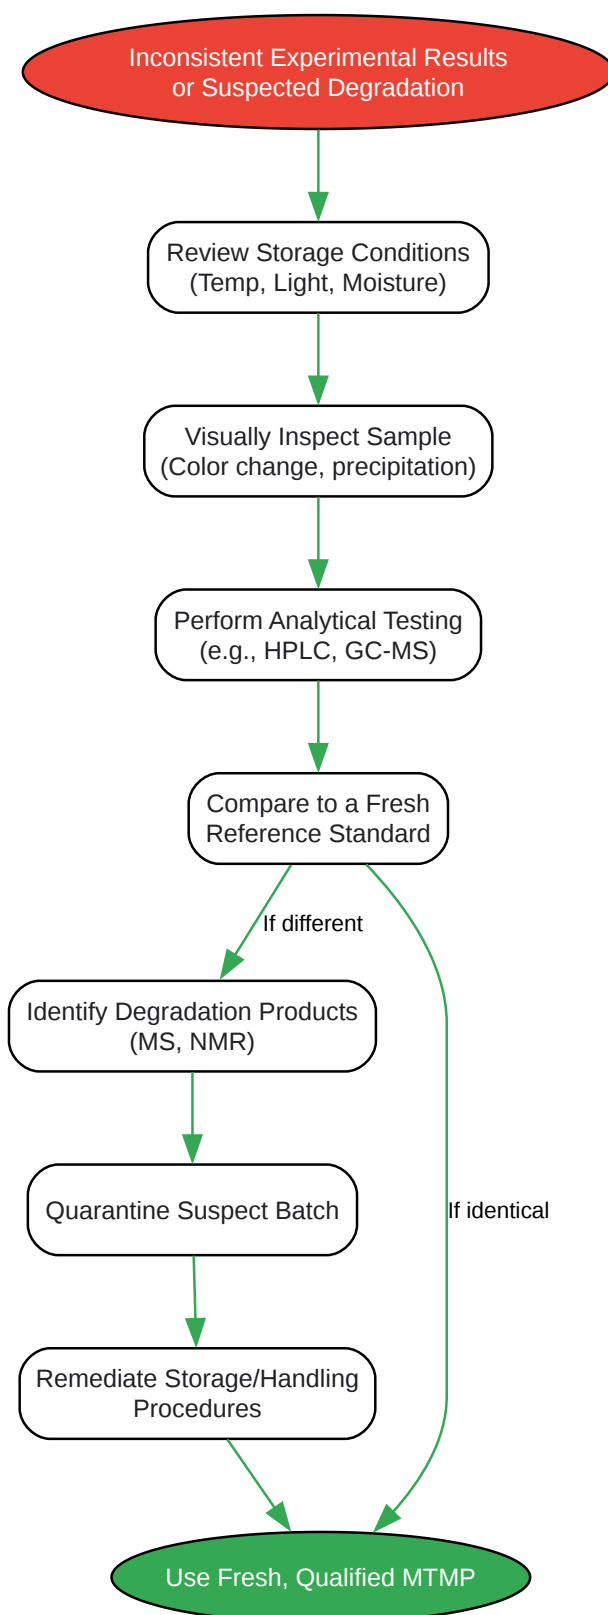 Inconsistent Experimental Results
or Suspected Degradation
Review Storage Conditions
(Temp, Light, Moisture)
Visually Inspect Sample
(Color change, precipitation)
Perform Analytical Testing
(e.g., HPLC, GC-MS)
Compare to a Fresh
Reference Standard
If different
Identify Degradation Products
(MS, NMR)
Quarantine Suspect Batch
If identical
Remediate Storage/Handling
Procedures
Use Fresh, Qualified MTMP